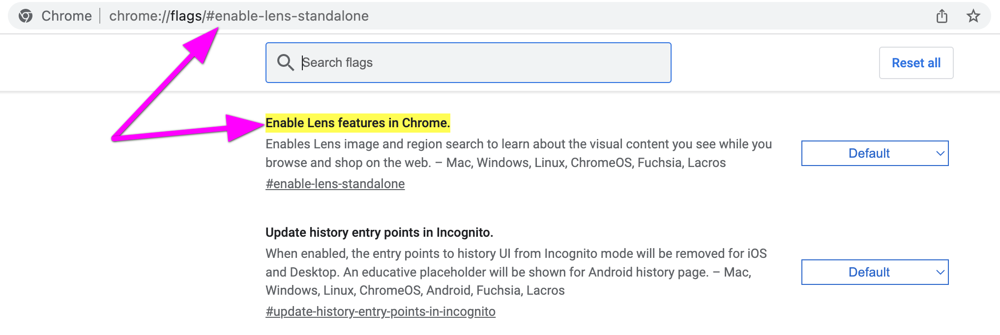 Chrome chrome://flags/#enable-lens-standalone
Search flags
Reset all
Enable Lens features in Chrome.
Enables Lens image and region search to learn about the visual content you see while you
browse and shop on the web. – Mac, Windows, Linux, ChromeOS, Fuchsia, Lacros
#enable-lens-standalone
Default
Update history entry points in Incognito.
When enabled, the entry points to history UI from Incognito mode will be removed for iOS
and Desktop. An educative placeholder will be shown for Android history page. – Mac,
Windows, Linux, ChromeOS, Android, Fuchsia, Lacros
#update-history-entry-points-in-incognito
Default